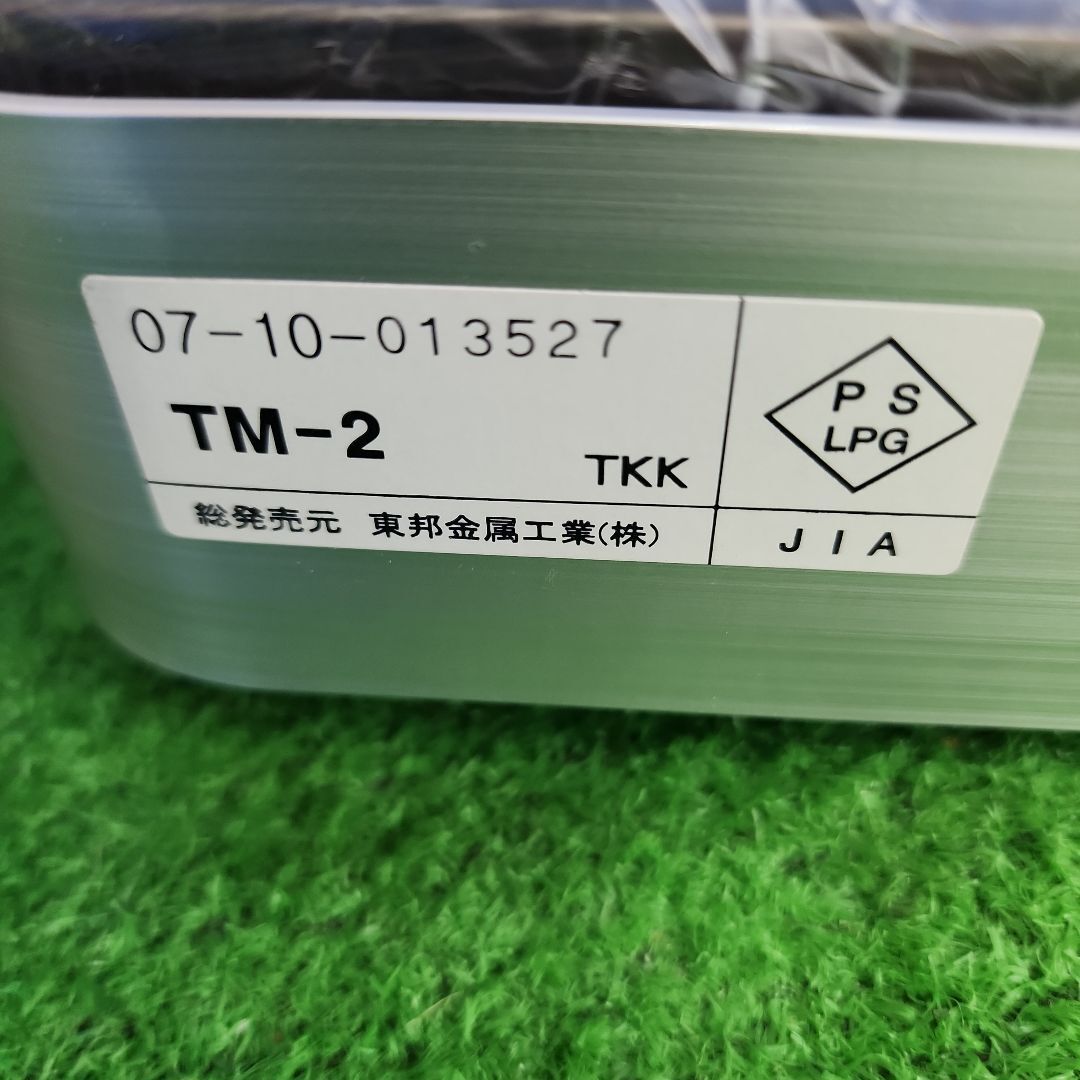 07-10-013527
TM-2
TKK
総発売元 東邦金属工業(株)
P S
LPG
J I A